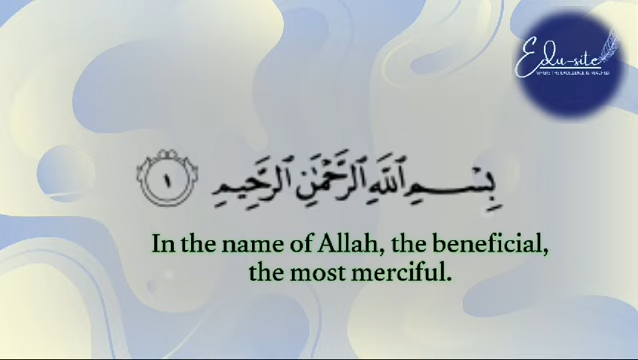 Edu-site
بِسْمِ ٱللَّهِ ٱلرَّحْمَٰنِ ٱلرَّحِيمِ ١
In the name of Allah, the beneficial,
the most merciful.